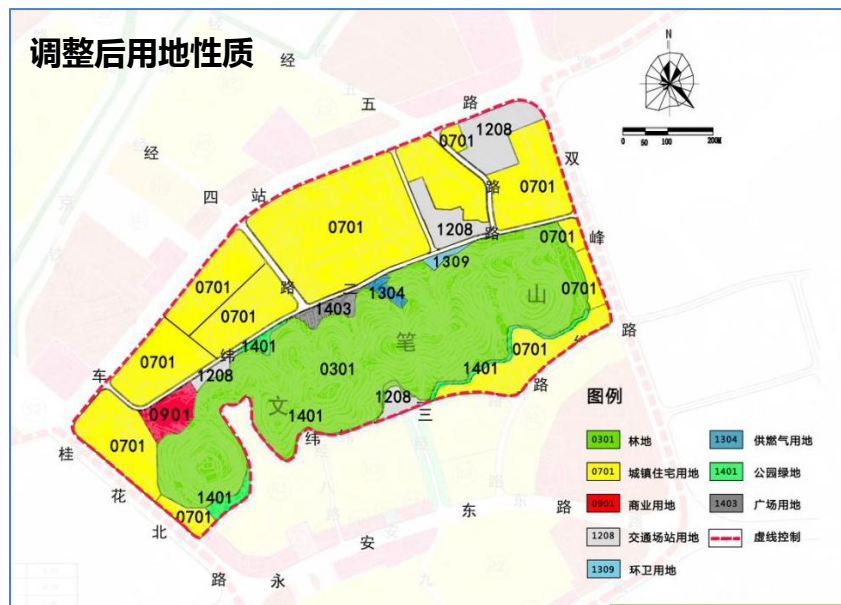 调整后用地性质
N
0 50 100 200M
经
五
路
双
峰
路
经
四
站
路
车
桂
花
北
路
永
安
东
路
纬
二
路
路
纬
三
路
文
笔
山
0701
1208
0701
0701
1208
0701
1309
0701
0701
1304
1403
0701
0701
1401
0701
1208
0301
1401
0701
1208
1401
0901
0701
1401
0701
图例
0301 林地
0701 城镇住宅用地
0901 商业用地
1208 交通场站用地
1309 环卫用地
1304 供燃气用地
1401 公园绿地
1403 广场用地
虚线控制